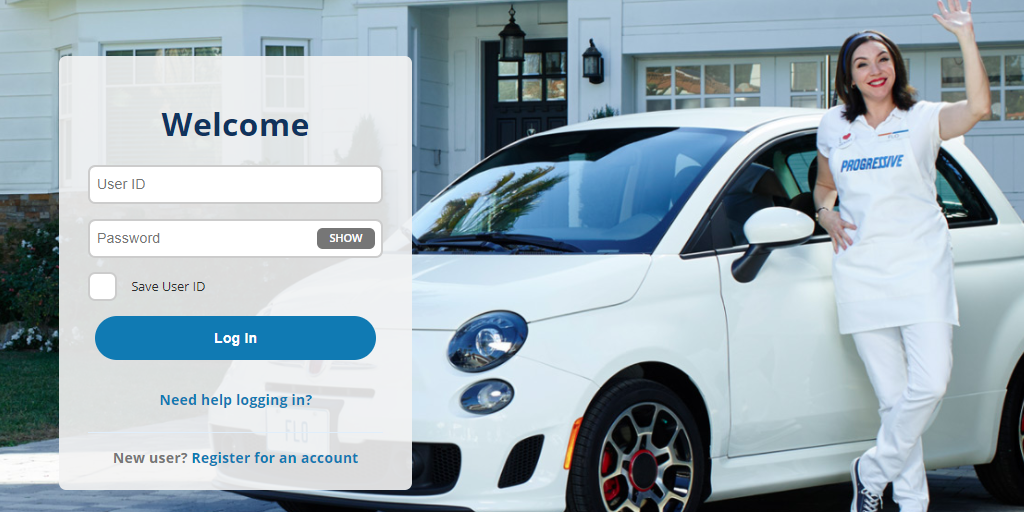 Welcome
User ID
Password
SHOW
Save User ID
Log In
Need help logging in?
New user? Register for an account
FLO
PROGRESSIVE